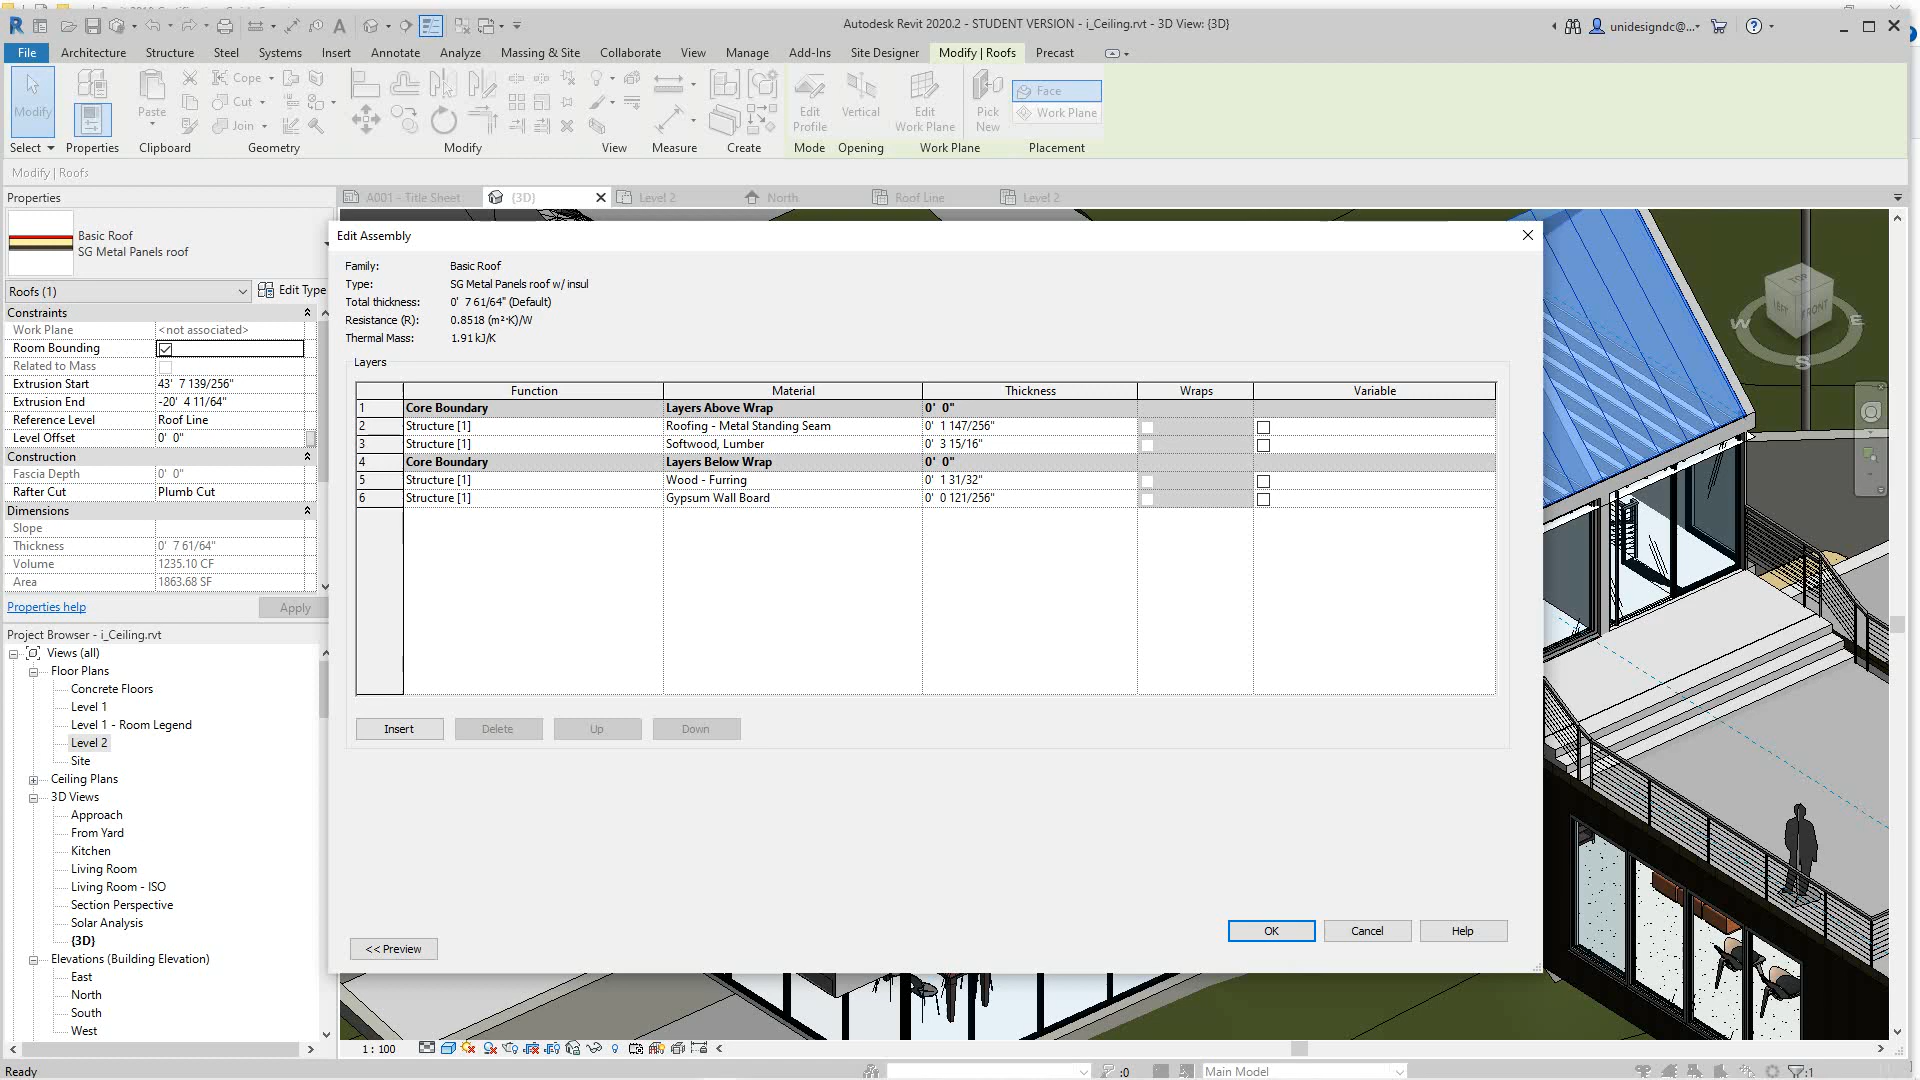 Autodesk Revit 2020.2 - STUDENT VERSION - i_Ceiling.rvt - 3D View: {3D}
unidesigndc@...
File Architecture Structure Steel Systems Insert Annotate Analyze Massing & Site Collaborate View Manage Add-Ins Site Designer Modify | Roofs Precast
Modify
Paste
Cope
Cut
Join
Edit Profile
Vertical
Edit Work Plane
Pick New
Face
Work Plane
Select Properties Clipboard Geometry Modify View Measure Create Mode Opening Work Plane Placement
Modify | Roofs
Properties
A001 - Title Sheet {3D} Level 2 North Roof Line Level 2
Basic Roof
SG Metal Panels roof
Roofs (1) Edit Type
Constraints
Work Plane <not associated>
Room Bounding
Related to Mass
Extrusion Start 43'  7 139/256"
Extrusion End -20'  4 11/64"
Reference Level Roof Line
Level Offset 0'  0"
Construction
Fascia Depth 0'  0"
Rafter Cut Plumb Cut
Dimensions
Slope
Thickness 0'  7 61/64"
Volume 1235.10 CF
Area 1863.68 SF
Properties help Apply
Project Browser - i_Ceiling.rvt
Views (all)
Floor Plans
Concrete Floors
Level 1
Level 1 - Room Legend
Level 2
Site
Ceiling Plans
3D Views
Approach
From Yard
Kitchen
Living Room
Living Room - ISO
Section Perspective
Solar Analysis
{3D}
Elevations (Building Elevation)
East
North
South
West
Edit Assembly
Family: Basic Roof
Type: SG Metal Panels roof w/ insul
Total thickness: 0'  7 61/64" (Default)
Resistance (R): 0.8518 (m²·K)/W
Thermal Mass: 1.91 kJ/K
Layers
Function Material Thickness Wraps Variable
1 Core Boundary Layers Above Wrap 0'  0"
2 Structure [1] Roofing - Metal Standing Seam 0'  1 147/256"
3 Structure [1] Softwood, Lumber 0'  3 15/16"
4 Core Boundary Layers Below Wrap 0'  0"
5 Structure [1] Wood - Furring 0'  1 31/32"
6 Structure [1] Gypsum Wall Board 0'  0 121/256"
Insert Delete Up Down
OK Cancel Help
<< Preview
TOP
LEFT FRONT
W E
S
1 : 100
Ready :0 Main Model :1